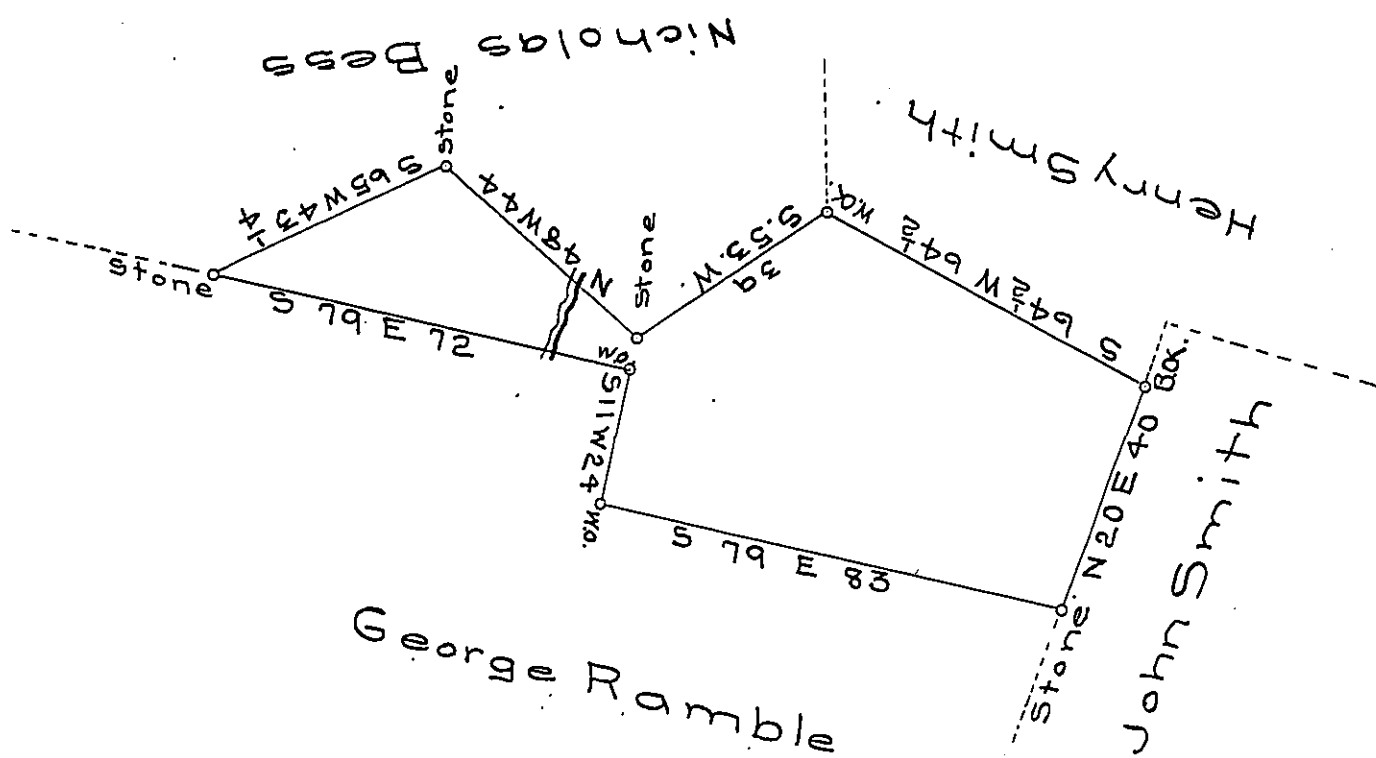 Nicholas Bess
Stone
Henry Smith
S 65 W 43 1/4
N 48 W 44
Stone
S. 53. W
39
W.O.
S 64 1/2 W 64 1/2
Stone
S 79 E 72
W.O.
S 11 W 24
W.O.
S 79 E 83
B.O.
N 20 E 40
Stone
John Smith
George Ramble